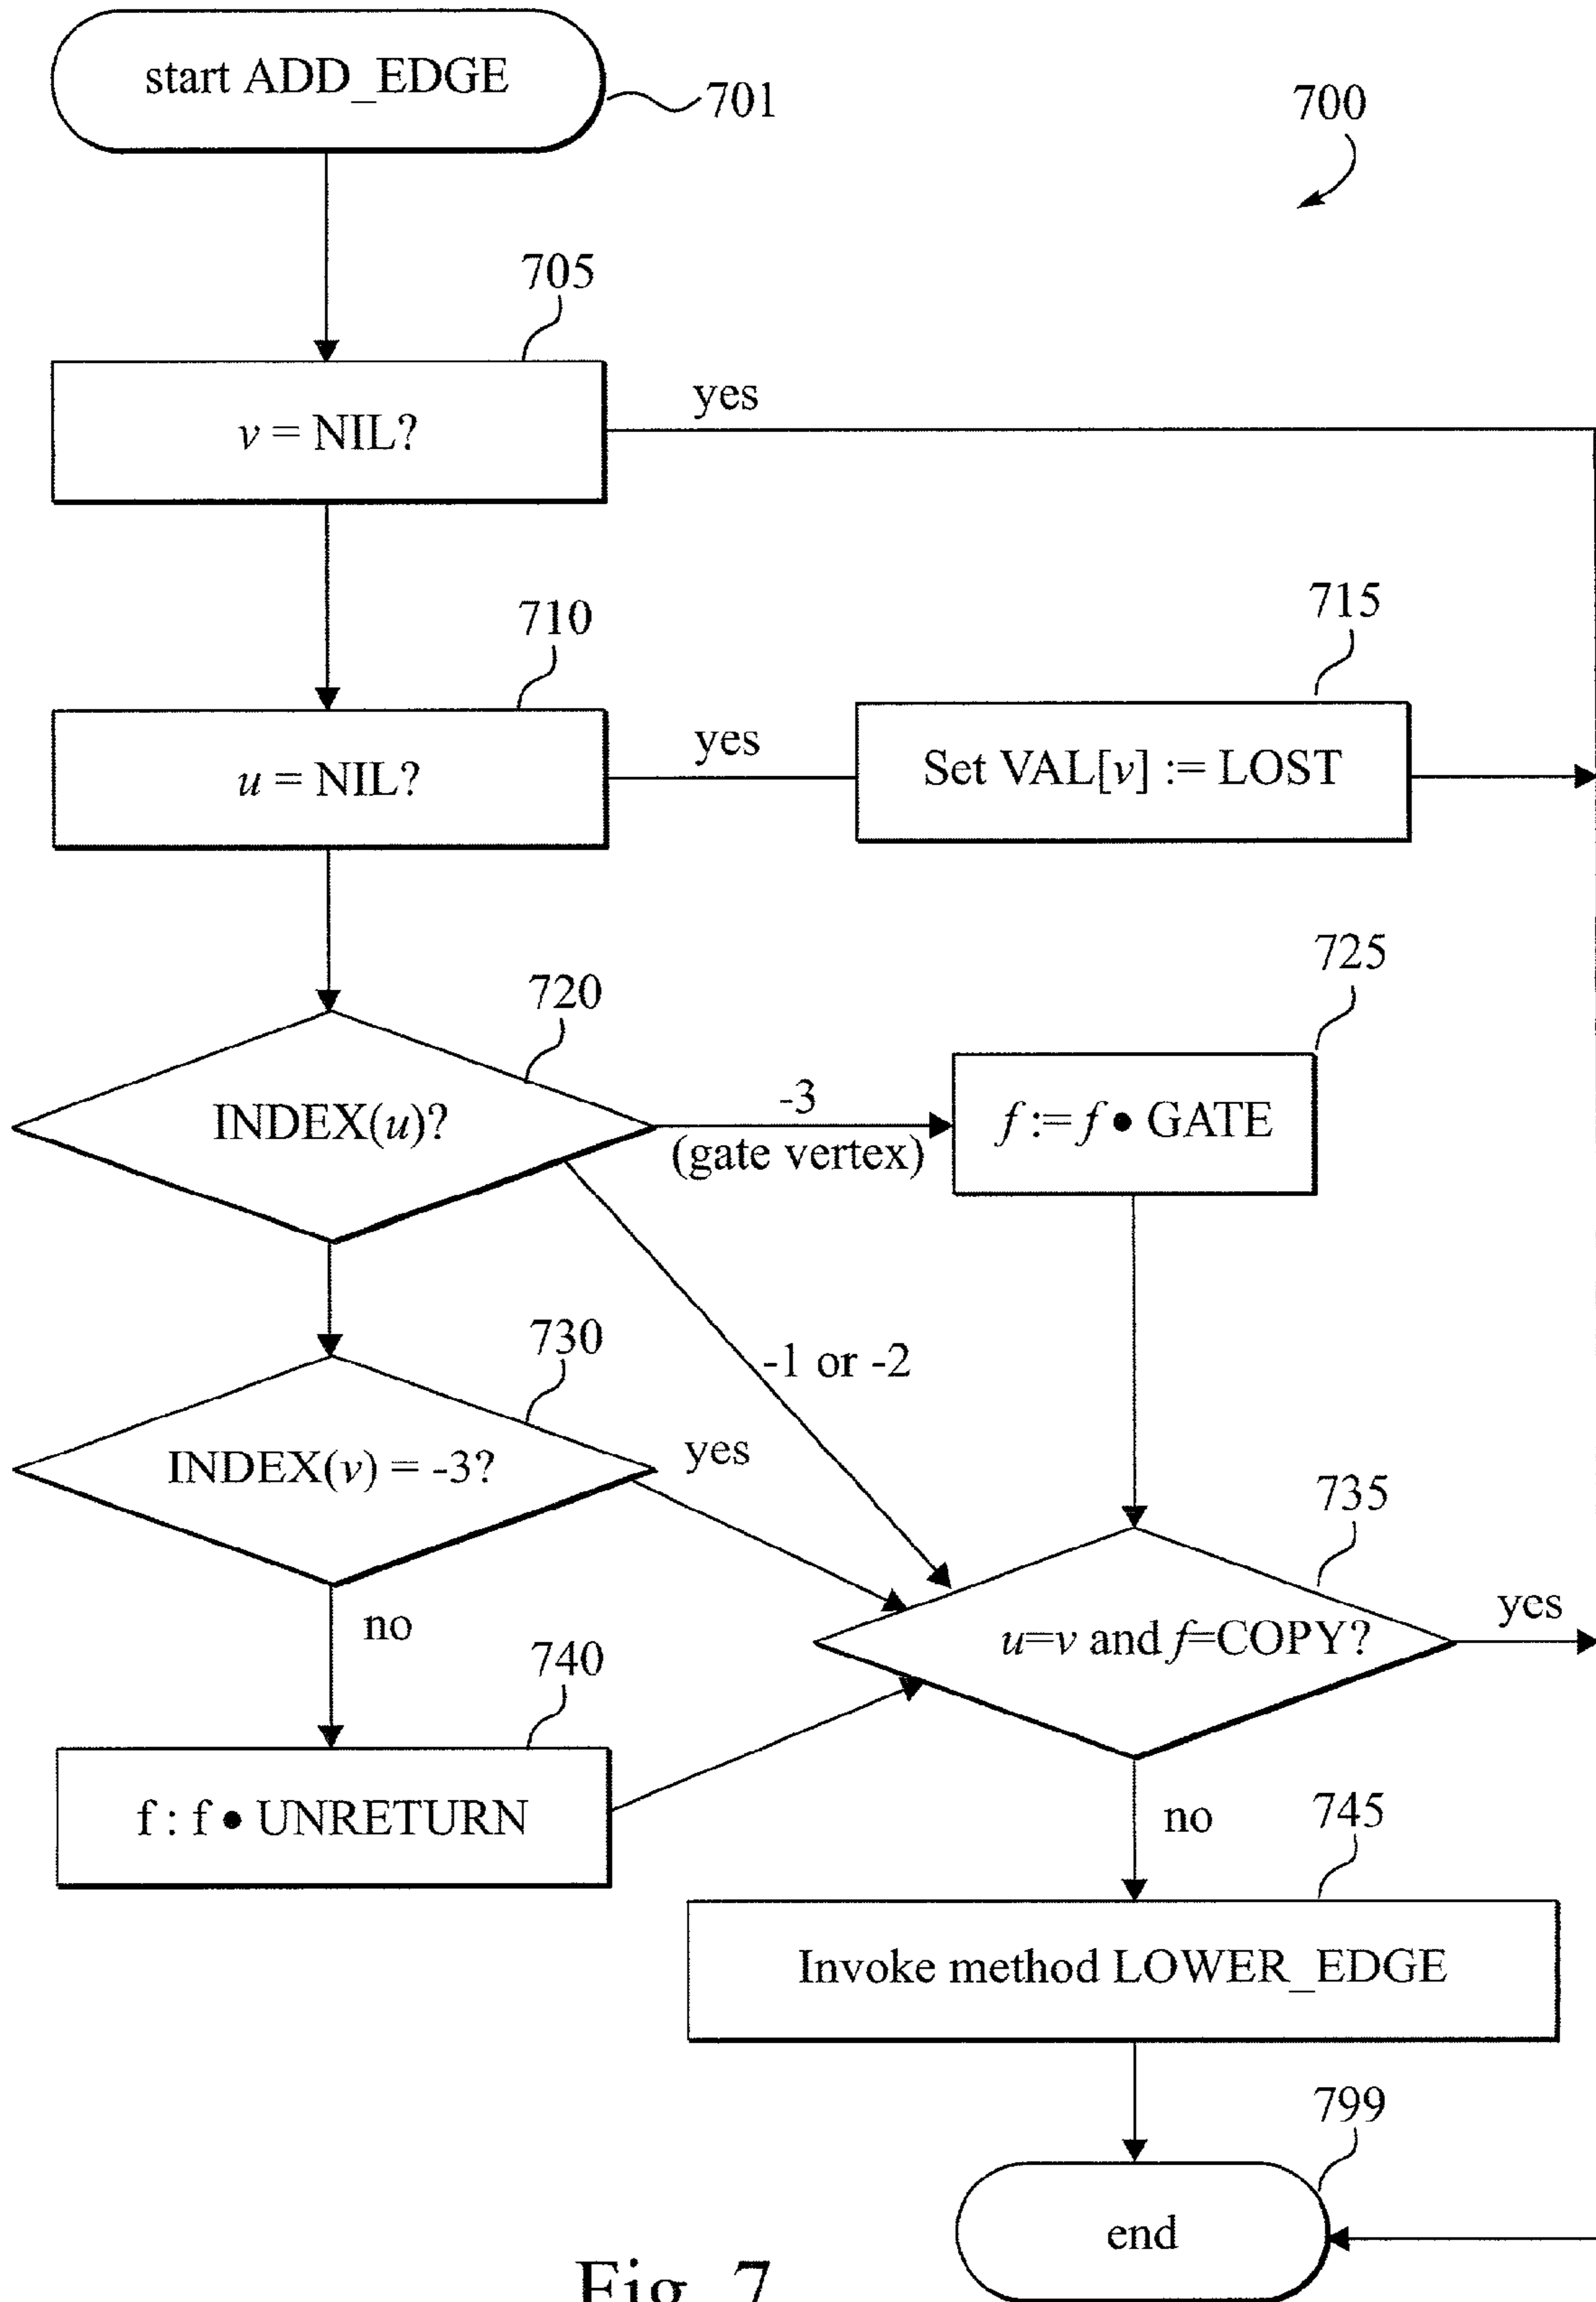 start ADD_EDGE
701
700
705
v = NIL?
yes
710
715
u = NIL?
yes
Set VAL[v] := LOST
720
725
INDEX(u)?
-3
(gate vertex)
f := f • GATE
730
-1 or -2
INDEX(v) = -3?
yes
735
no
u=v and f=COPY?
yes
740
f : f • UNRETURN
no
745
Invoke method LOWER_EDGE
799
end
Fig. 7